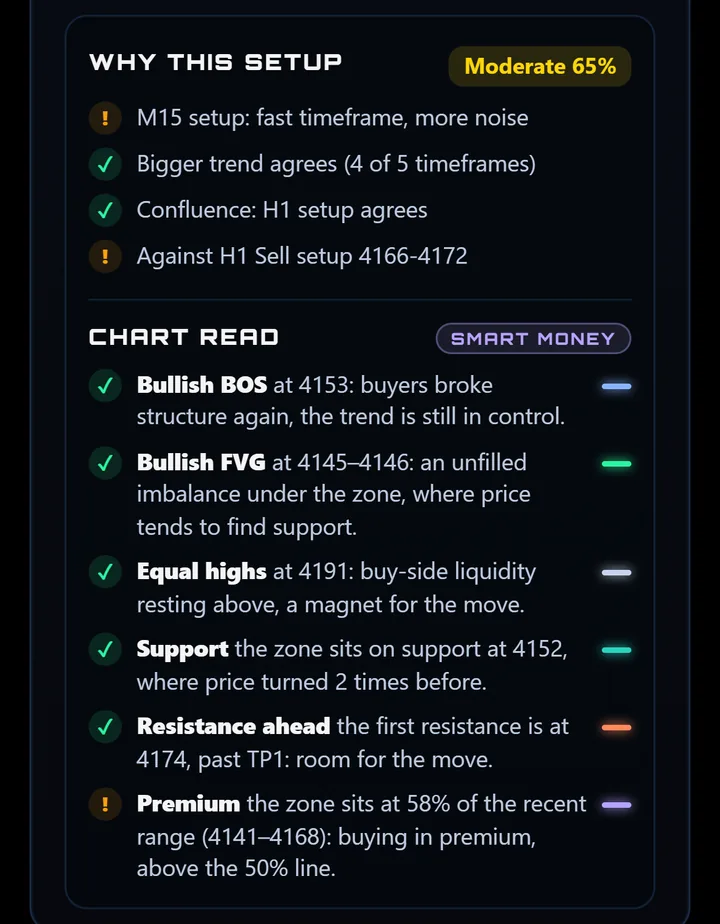 WHY THIS SETUP
Moderate 65%
! M15 setup: fast timeframe, more noise
✓ Bigger trend agrees (4 of 5 timeframes)
✓ Confluence: H1 setup agrees
! Against H1 Sell setup 4166-4172
CHART READ
SMART MONEY
✓ Bullish BOS at 4153: buyers broke
structure again, the trend is still in control.
✓ Bullish FVG at 4145–4146: an unfilled
imbalance under the zone, where price
tends to find support.
✓ Equal highs at 4191: buy-side liquidity
resting above, a magnet for the move.
✓ Support the zone sits on support at 4152,
where price turned 2 times before.
✓ Resistance ahead the first resistance is at
4174, past TP1: room for the move.
! Premium the zone sits at 58% of the recent
range (4141–4168): buying in premium,
above the 50% line.